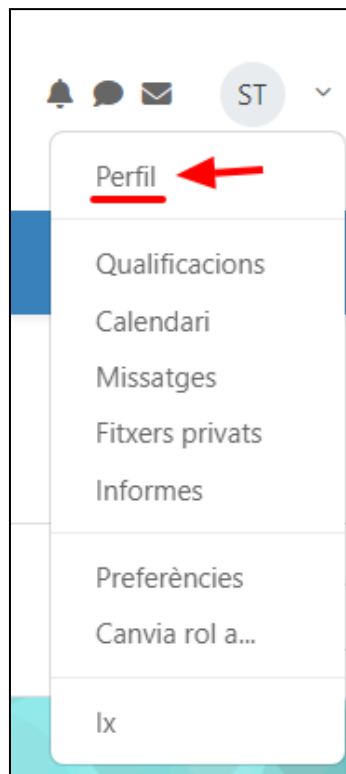 ST
Perfil
Qualificacions
Calendari
Missatges
Fitxers privats
Informes
Preferències
Canvia rol a...
Ix